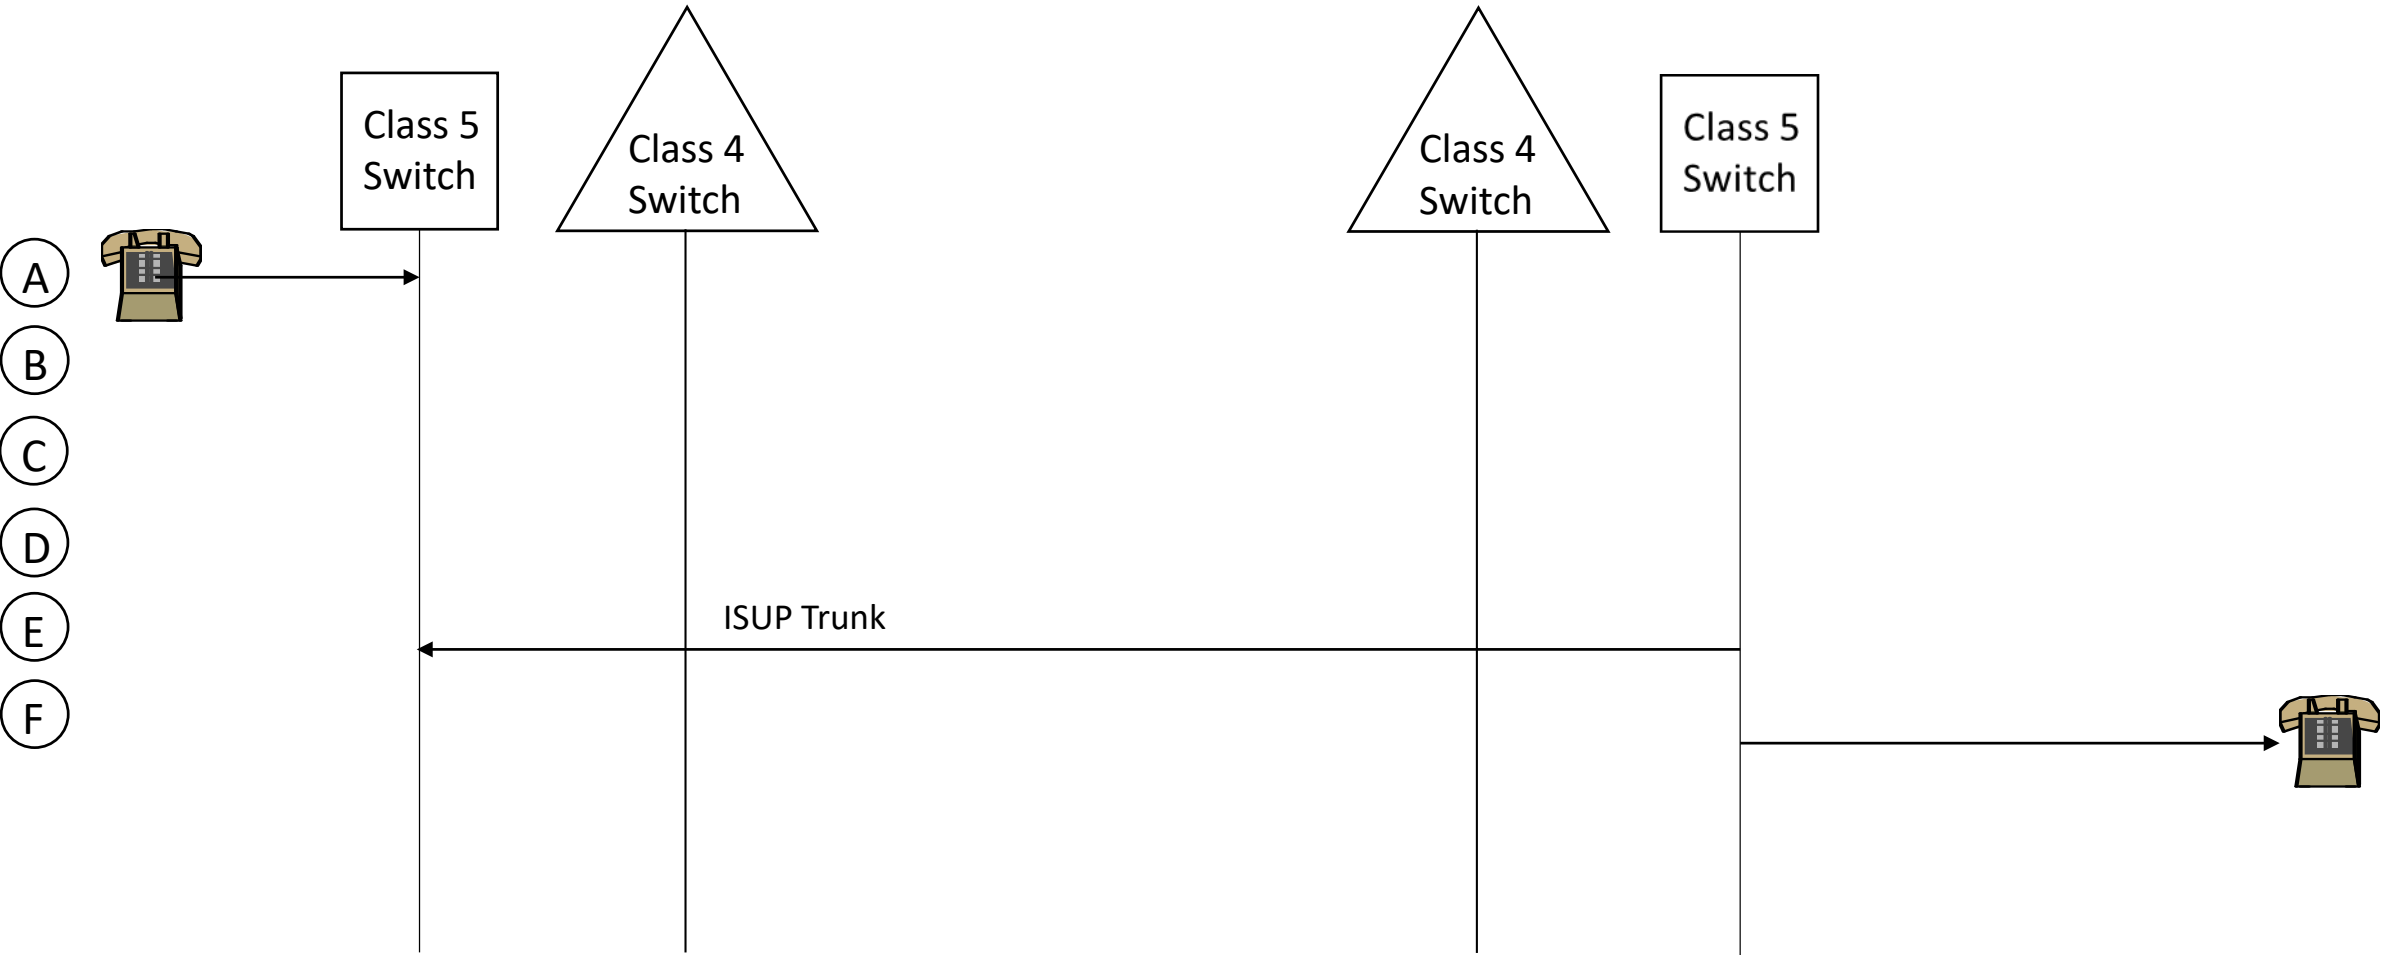 Class 5
Switch
Class 4
Switch
Class 4
Switch
Class 5
Switch
A
B
C
D
E
ISUP Trunk
F